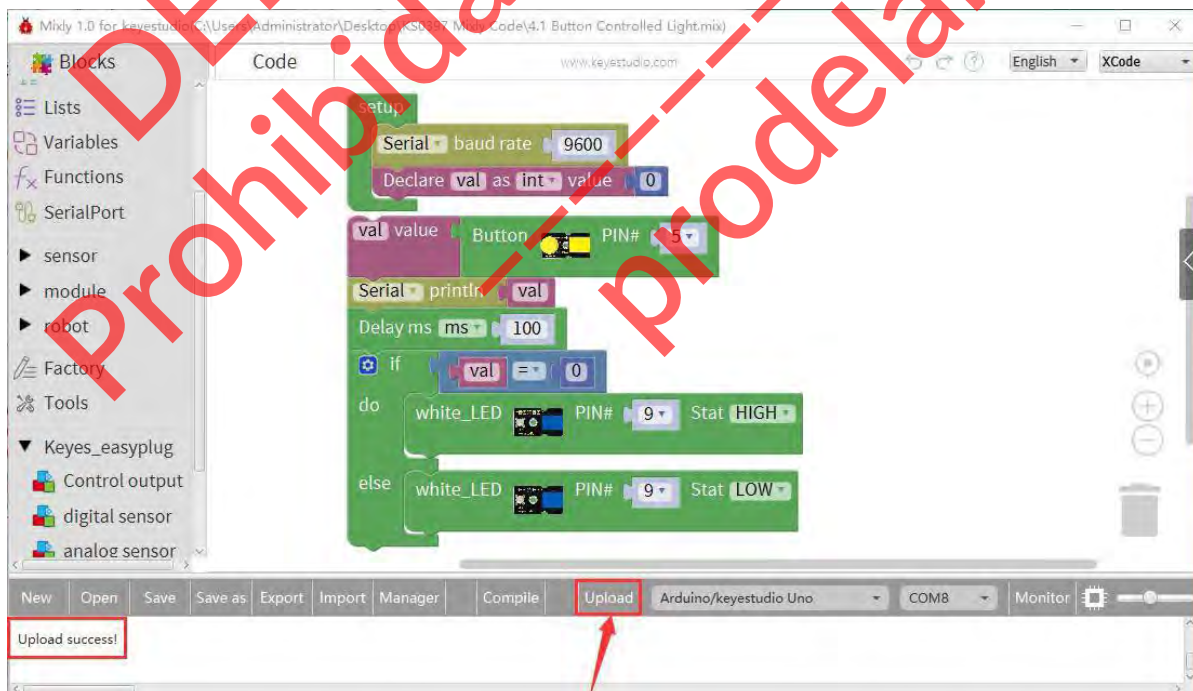 Mixly 1.0 for keyestudio(C:\Users\Administrator\Desktop\KS0397 Mixly Code\4.1 Button Controlled Light.mix)
Blocks
Code
www.keyestudio.com
English
XCode
Lists
Variables
Functions
SerialPort
sensor
module
robot
Factory
Tools
Keyes_easyplug
Control output
digital sensor
analog sensor
setup
Serial baud rate 9600
Declare val as int value 0
val value Button PIN# 5
Serial println val
Delay ms ms 100
if val = 0
do white_LED PIN# 9 Stat HIGH
else white_LED PIN# 9 Stat LOW
New Open Save Save as Export Import Manager Compile Upload Arduino/keyestudio Uno COM8 Monitor
Upload success!
Prohibida
prodela